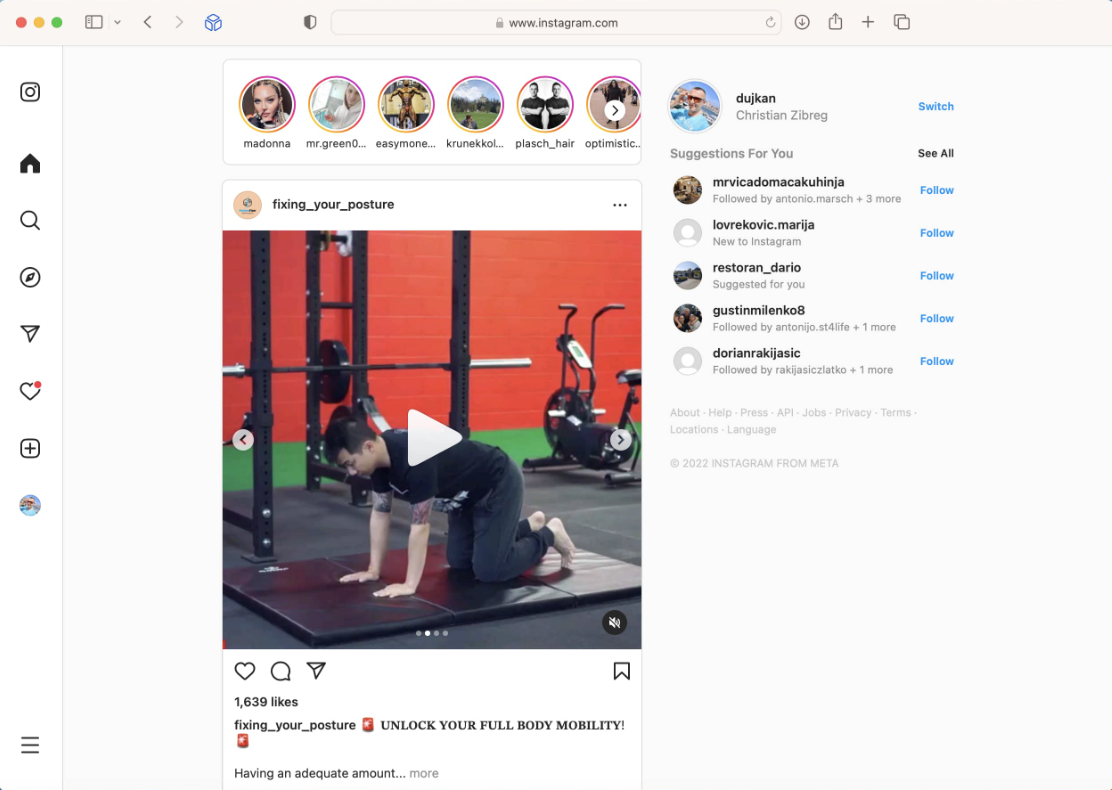 www.instagram.com
madonna
mr.green0...
easymone...
krunekkol...
plasch_hair
optimistic...
fixing_your_posture
1,639 likes
fixing_your_posture 🚨 𝐔𝐍𝐋𝐎𝐂𝐊 𝐘𝐎𝐔𝐑 𝐅𝐔𝐋𝐋 𝐁𝐎𝐃𝐘 𝐌𝐎𝐁𝐈𝐋𝐈𝐓𝐘!
🚨
Having an adequate amount... more
dujkan
Christian Zibreg
Switch
Suggestions For You
See All
mrvicadomacakuhinja
Followed by antonio.marsch + 3 more
Follow
lovrekovic.marija
New to Instagram
Follow
restoran_dario
Suggested for you
Follow
gustinmilenko8
Followed by antonijo.st4life + 1 more
Follow
dorianrakijasic
Followed by rakijasiczlatko + 1 more
Follow
About · Help · Press · API · Jobs · Privacy · Terms ·
Locations · Language
© 2022 INSTAGRAM FROM META